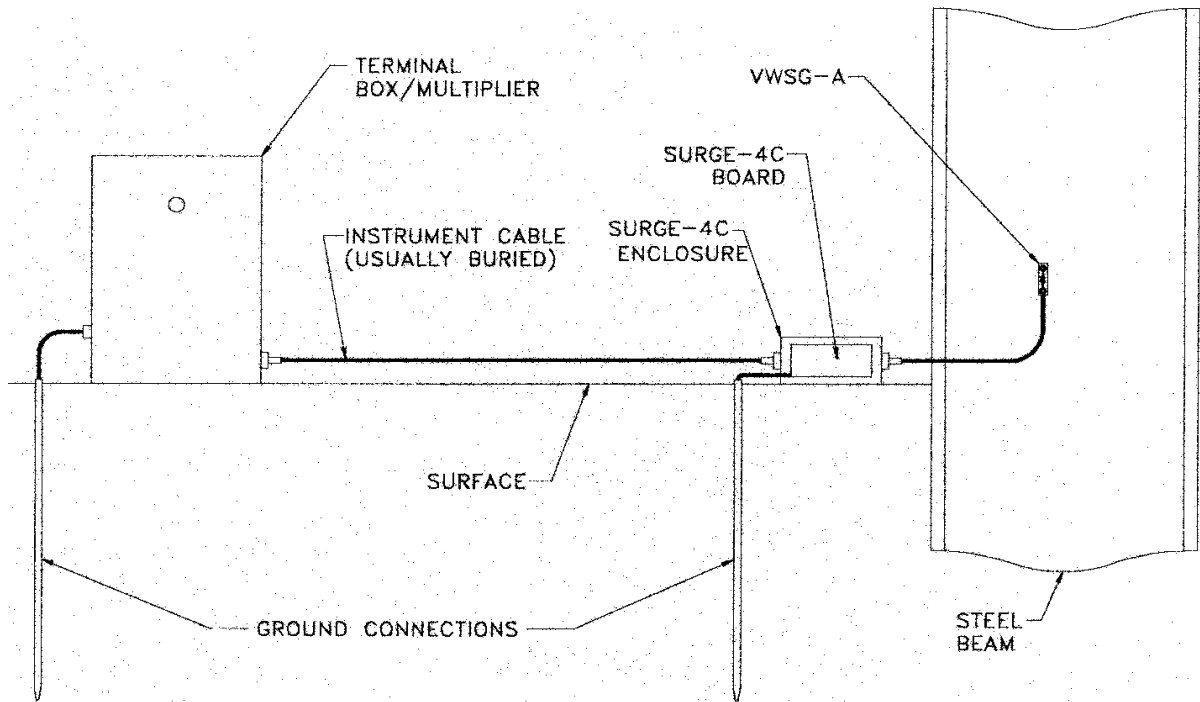 TERMINAL
BOX/MULTIPLIER
VWSG-A
SURGE-4C
BOARD
INSTRUMENT CABLE
(USUALLY BURIED)
SURGE-4C
ENCLOSURE
SURFACE
GROUND CONNECTIONS
STEEL
BEAM